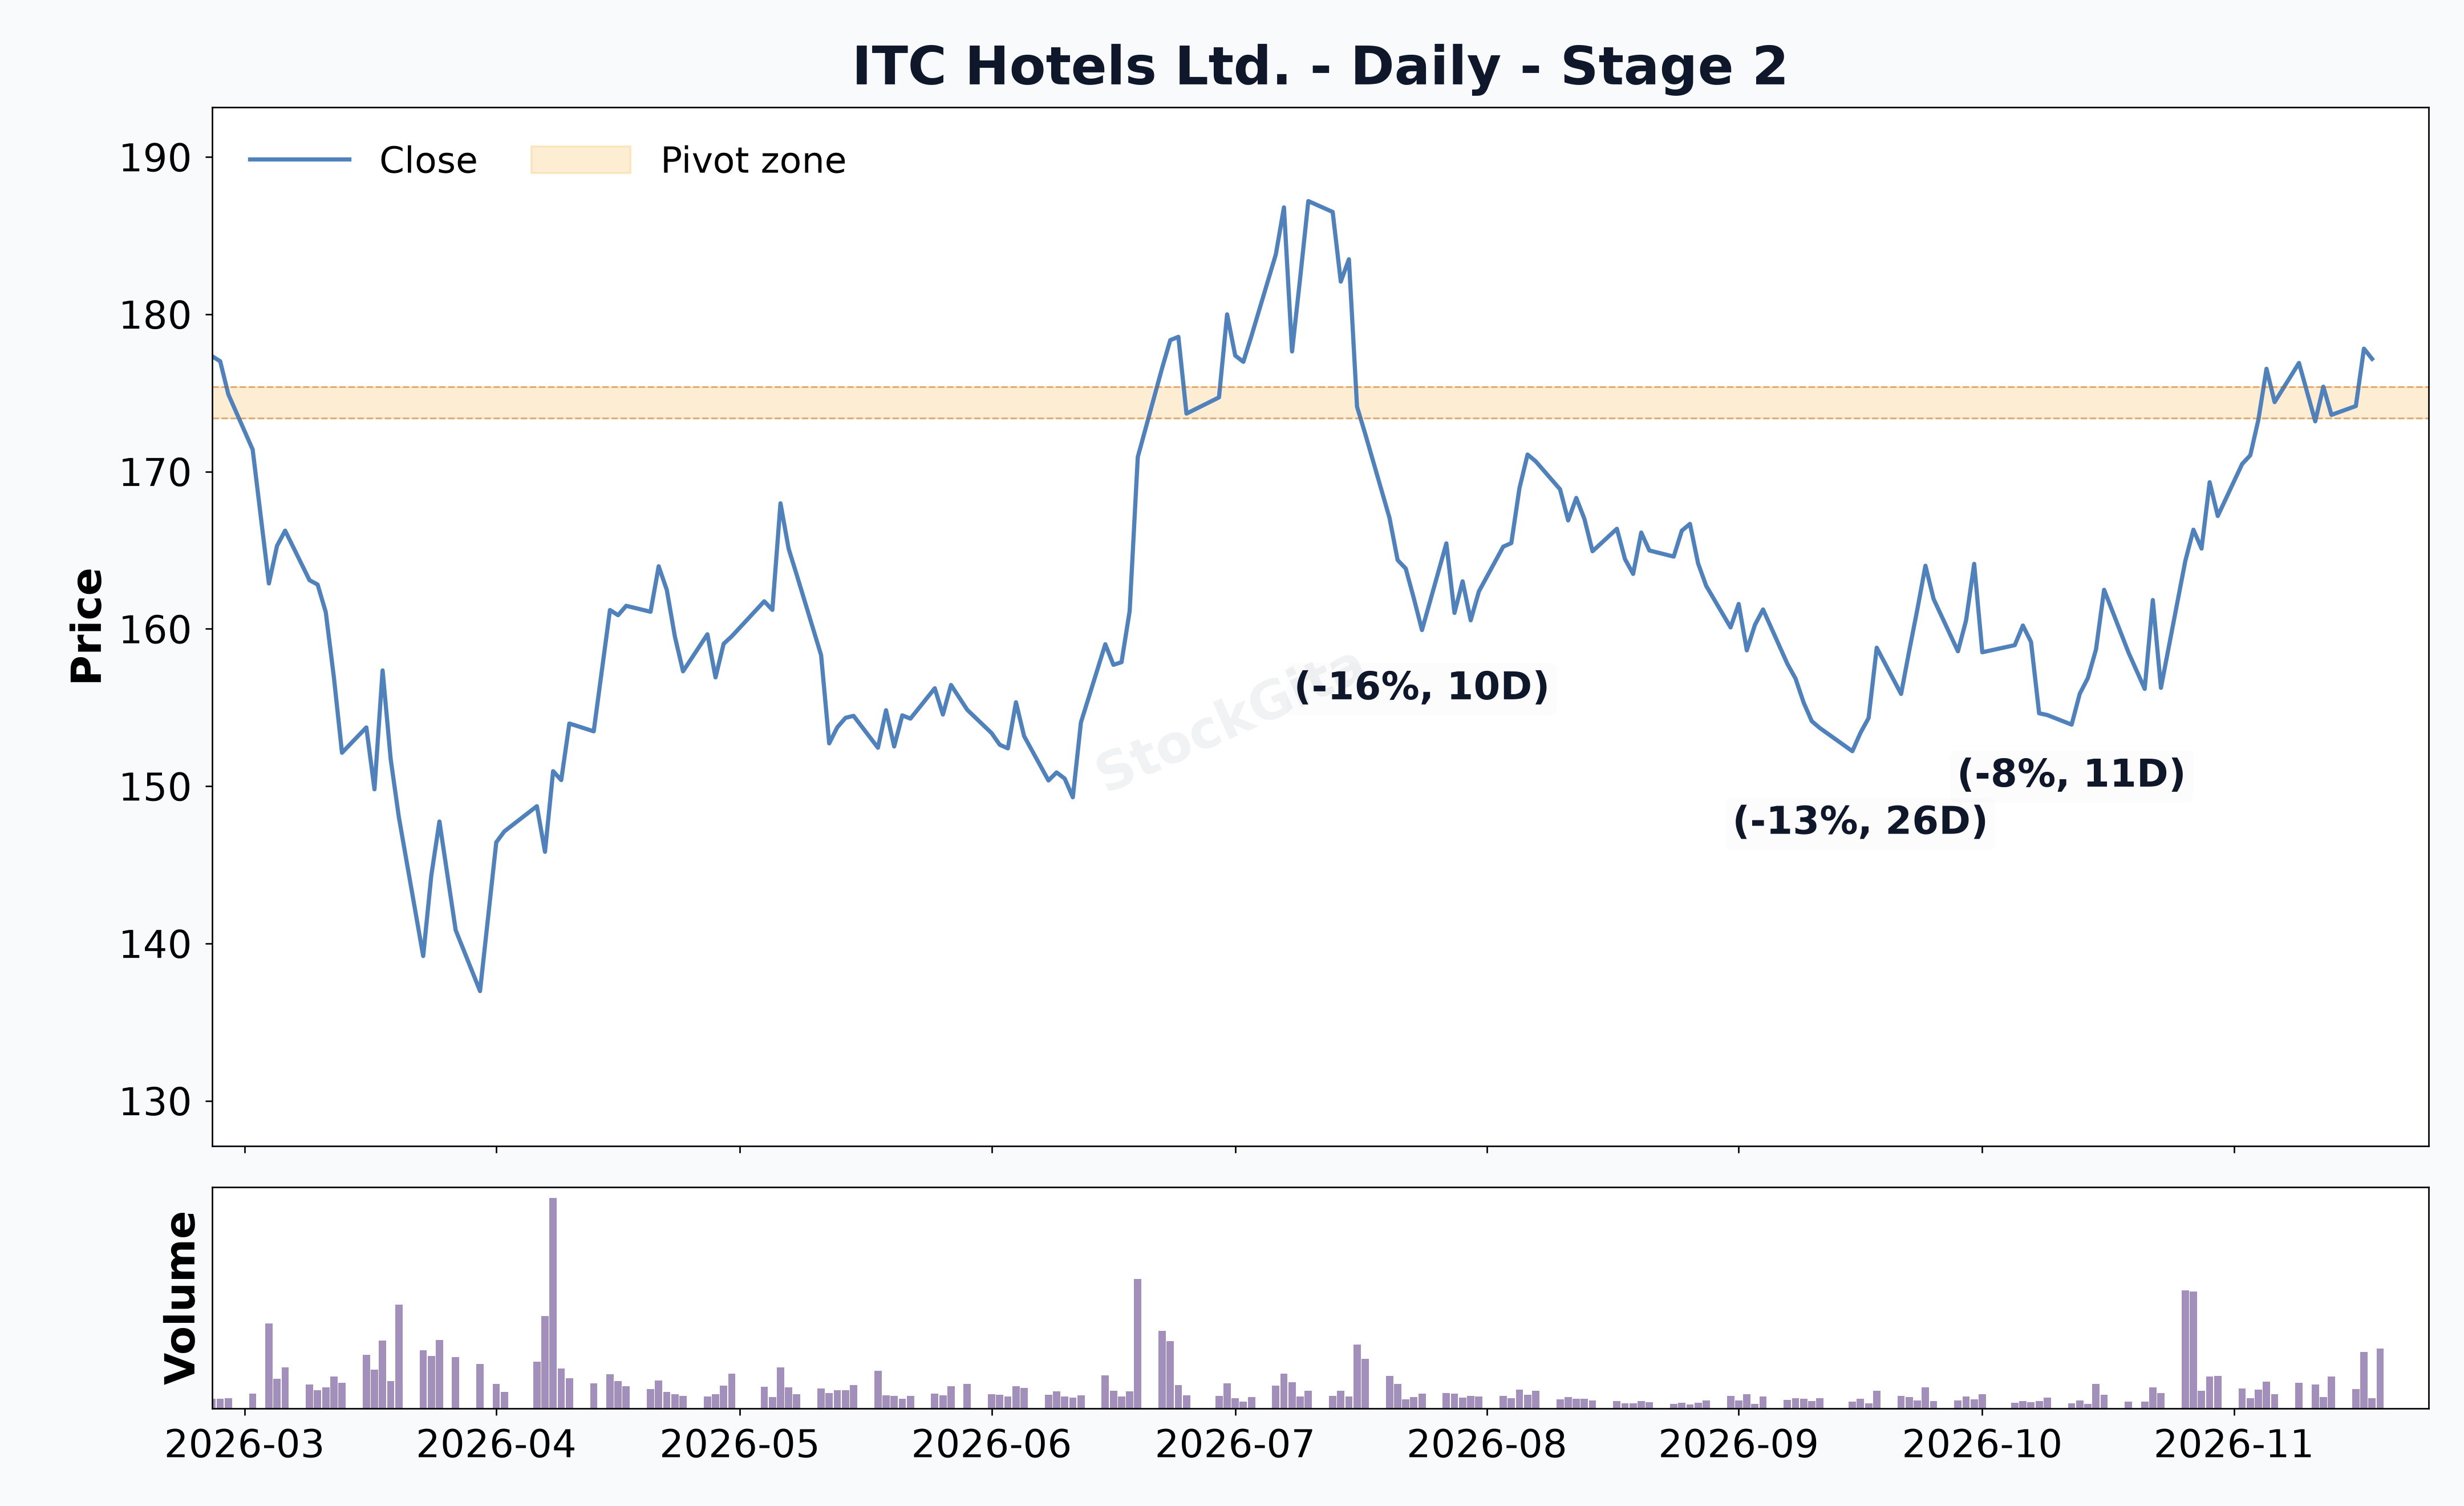 ITC Hotels Ltd. - Daily - Stage 2
Close
Pivot zone
190
180
170
160
150
140
130
Price
StockGita
(-16%, 10D)
(-8%, 11D)
(-13%, 26D)
Volume
2026-03
2026-04
2026-05
2026-06
2026-07
2026-08
2026-09
2026-10
2026-11